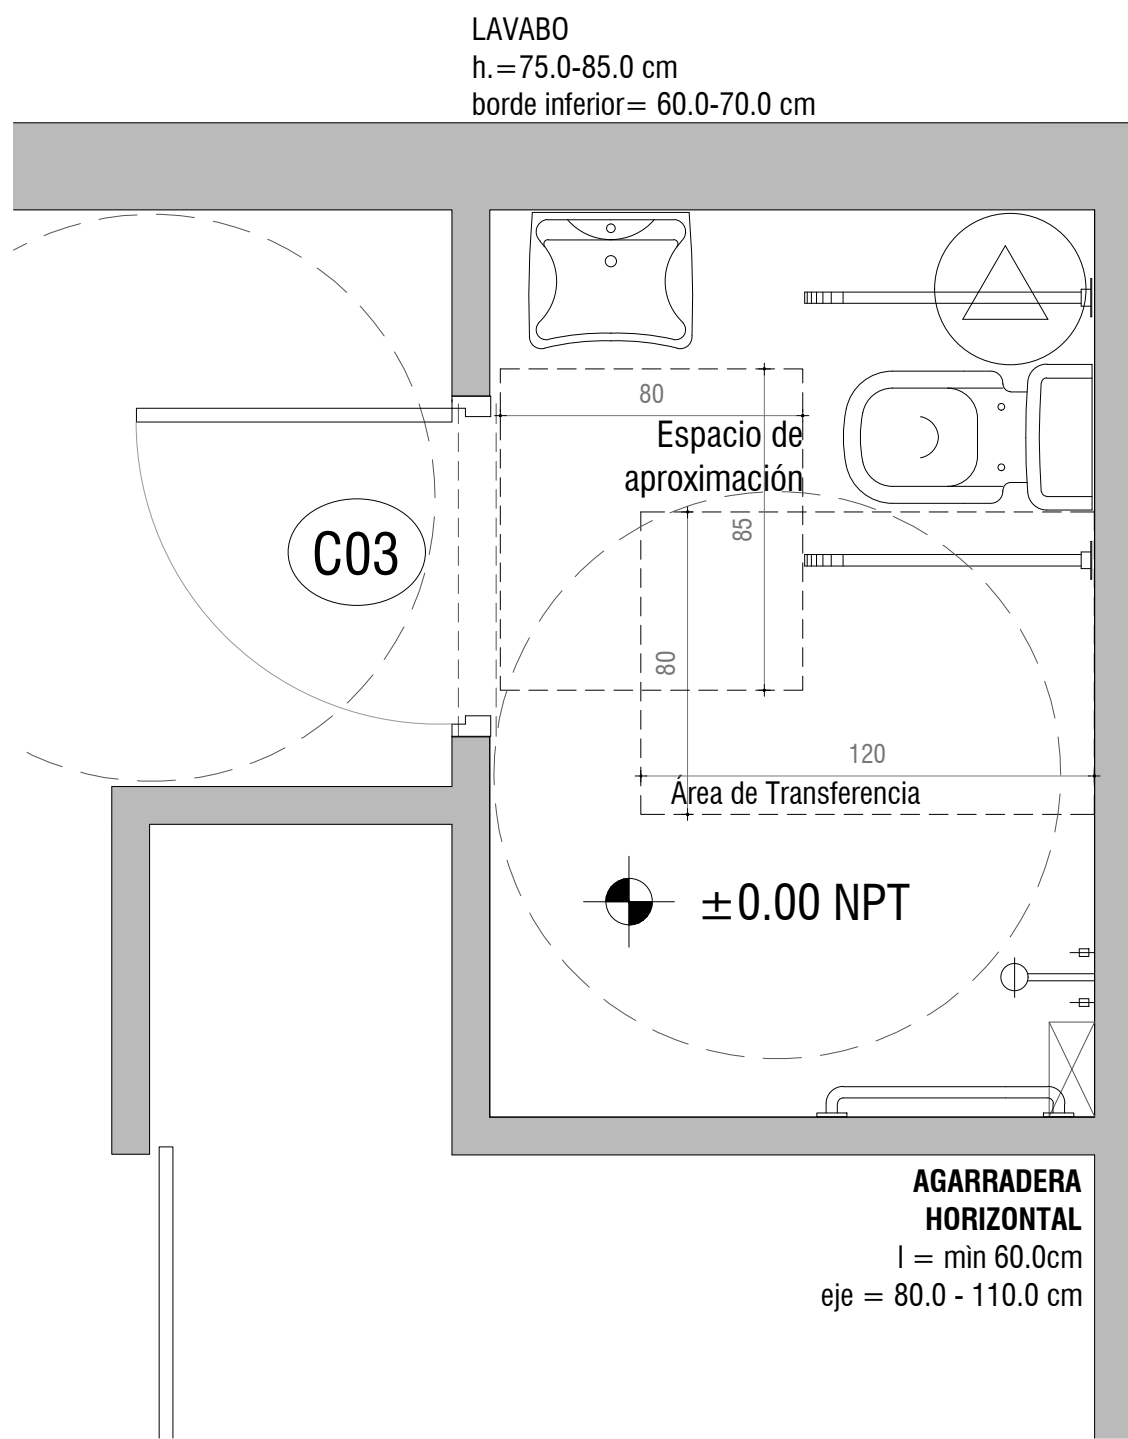 LAVABO
h.=75.0-85.0 cm
borde inferior= 60.0-70.0 cm
80
Espacio de
aproximación
85
C03
80
120
Área de Transferencia
±0.00 NPT
AGARRADERA
HORIZONTAL
l = mìn 60.0cm
eje = 80.0 - 110.0 cm